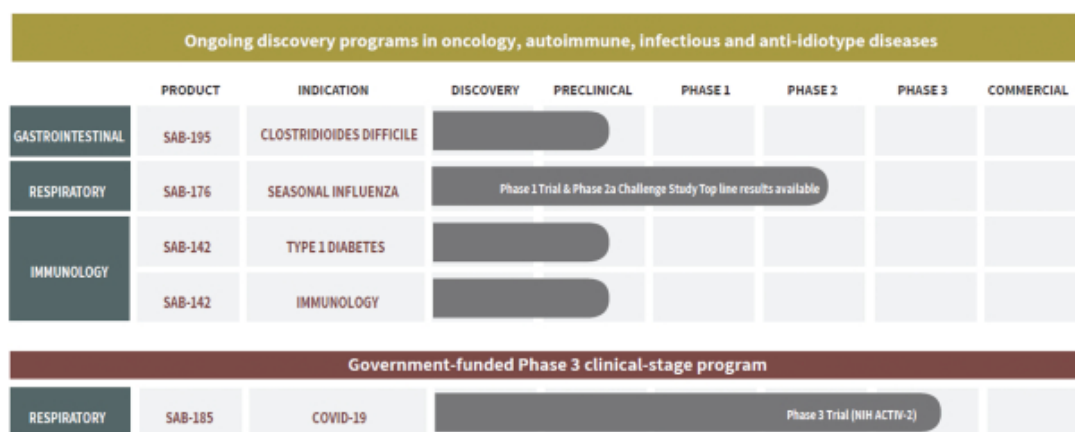 Ongoing discovery programs in oncology, autoimmune, infectious and anti-idiotype diseases
PRODUCT INDICATION DISCOVERY PRECLINICAL PHASE 1 PHASE 2 PHASE 3 COMMERCIAL
GASTROINTESTINAL SAB-195 CLOSTRIDIOIDES DIFFICILE
RESPIRATORY SAB-176 SEASONAL INFLUENZA Phase 1 Trial & Phase 2a Challenge Study Top line results available
IMMUNOLOGY
SAB-142 TYPE 1 DIABETES
SAB-142 IMMUNOLOGY
Government-funded Phase 3 clinical-stage program
RESPIRATORY SAB-185 COVID-19 Phase 3 Trial (NIH ACTIV-2)